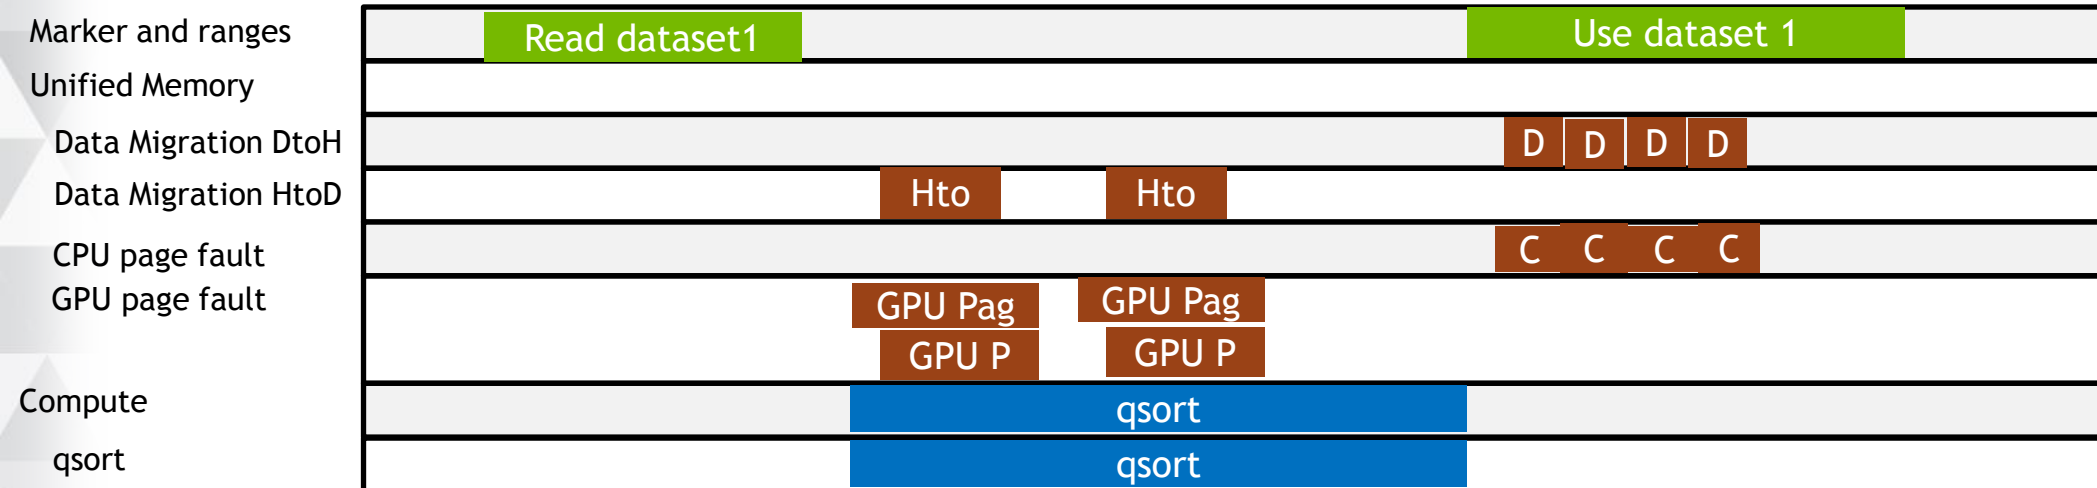 Marker and ranges Read dataset1 Use dataset 1
Unified Memory
Data Migration DtoH D D D D
Data Migration HtoD Hto Hto
CPU page fault C C C C
GPU page fault GPU Pag GPU Pag
GPU P GPU P
Compute qsort
qsort qsort